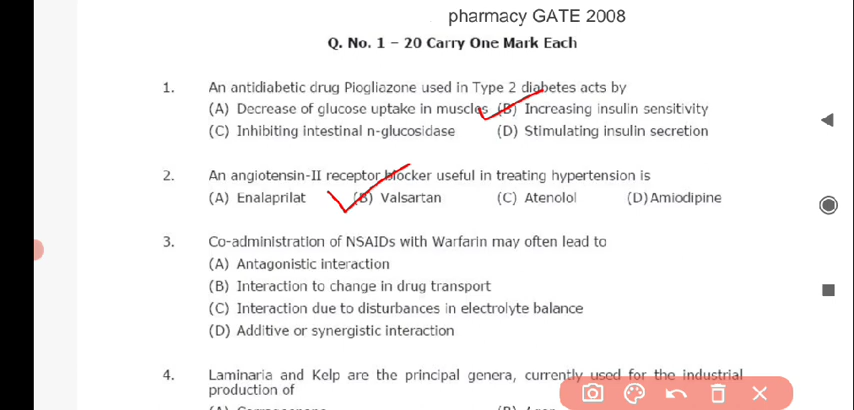 pharmacy GATE 2008
Q. No. 1 – 20 Carry One Mark Each
1. An antidiabetic drug Piogliazone used in Type 2 diabetes acts by
(A) Decrease of glucose uptake in muscles (B) Increasing insulin sensitivity
(C) Inhibiting intestinal n-glucosidase (D) Stimulating insulin secretion
2. An angiotensin-II receptor blocker useful in treating hypertension is
(A) Enalaprilat (B) Valsartan (C) Atenolol (D) Amiodipine
3. Co-administration of NSAIDs with Warfarin may often lead to
(A) Antagonistic interaction
(B) Interaction to change in drug transport
(C) Interaction due to disturbances in electrolyte balance
(D) Additive or synergistic interaction
4. Laminaria and Kelp are the principal genera, currently used for the industrial
production of